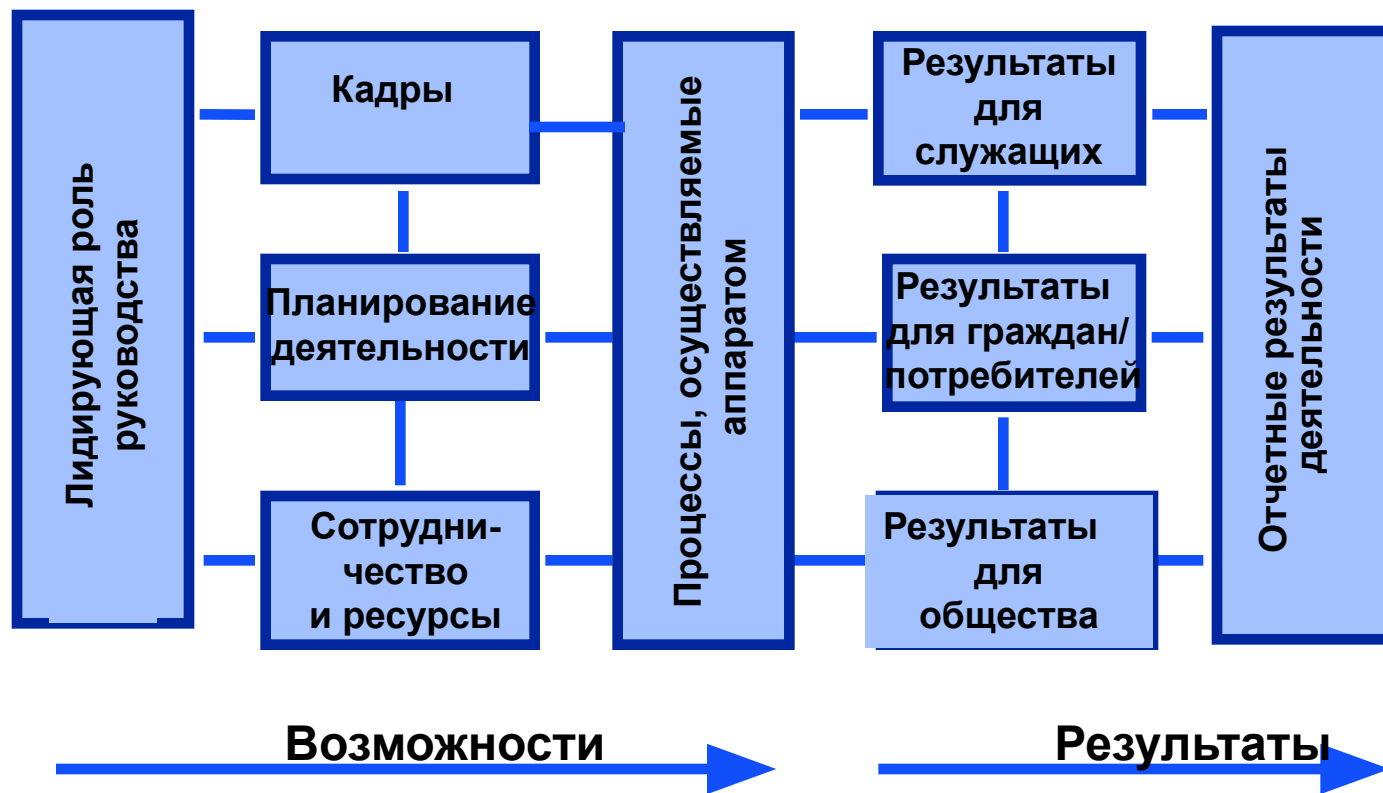 Лидирующая роль
руководства
Кадры
Планирование
деятельности
Сотрудни-
чество
и ресурсы
Процессы, осуществляемые
аппаратом
Результаты
для
служащих
Результаты
для граждан/
потребителей
Результаты
для
общества
Отчетные результаты
деятельности
Возможности
Результаты